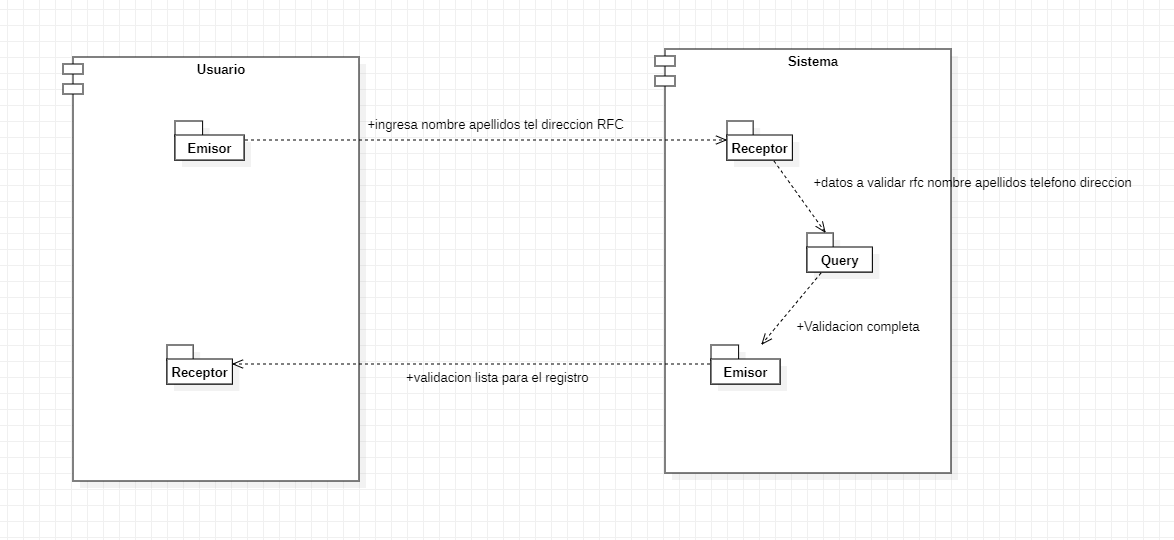 Usuario
Sistema
+ingresa nombre apellidos tel direccion RFC
Emisor
Receptor
+datos a validar rfc nombre apellidos telefono direccion
Query
+Validacion completa
Receptor
Emisor
+validacion lista para el registro